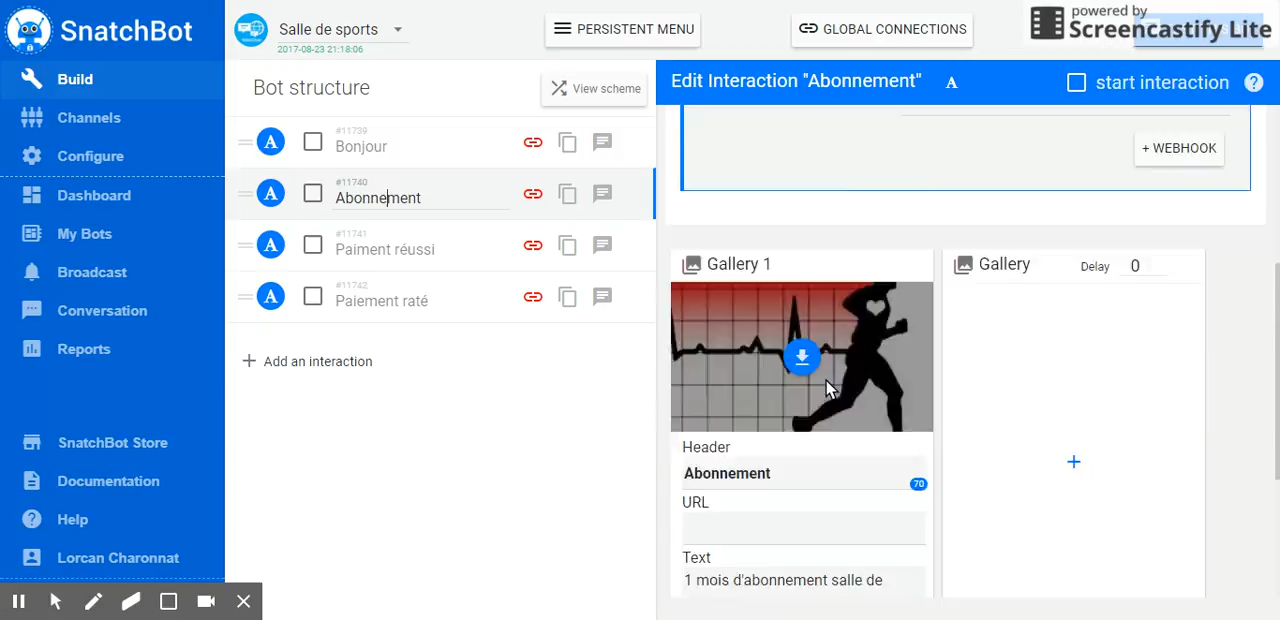 SnatchBot
Build
Channels
Configure
Dashboard
My Bots
Broadcast
Conversation
Reports
SnatchBot Store
Documentation
Help
Lorcan Charonnat
Salle de sports
2017-08-23 21:18:06
PERSISTENT MENU
GLOBAL CONNECTIONS
powered by
Screencastify Lite
Bot structure
View scheme
A
#11739
Bonjour
A
#11740
Abonnement
A
#11741
Paiment réussi
A
#11742
Paiement raté
+ Add an interaction
Edit Interaction "Abonnement" A
start interaction ?
+ WEBHOOK
Gallery 1
Header
Abonnement
70
URL
Text
1 mois d'abonnement salle de
Gallery Delay 0
+